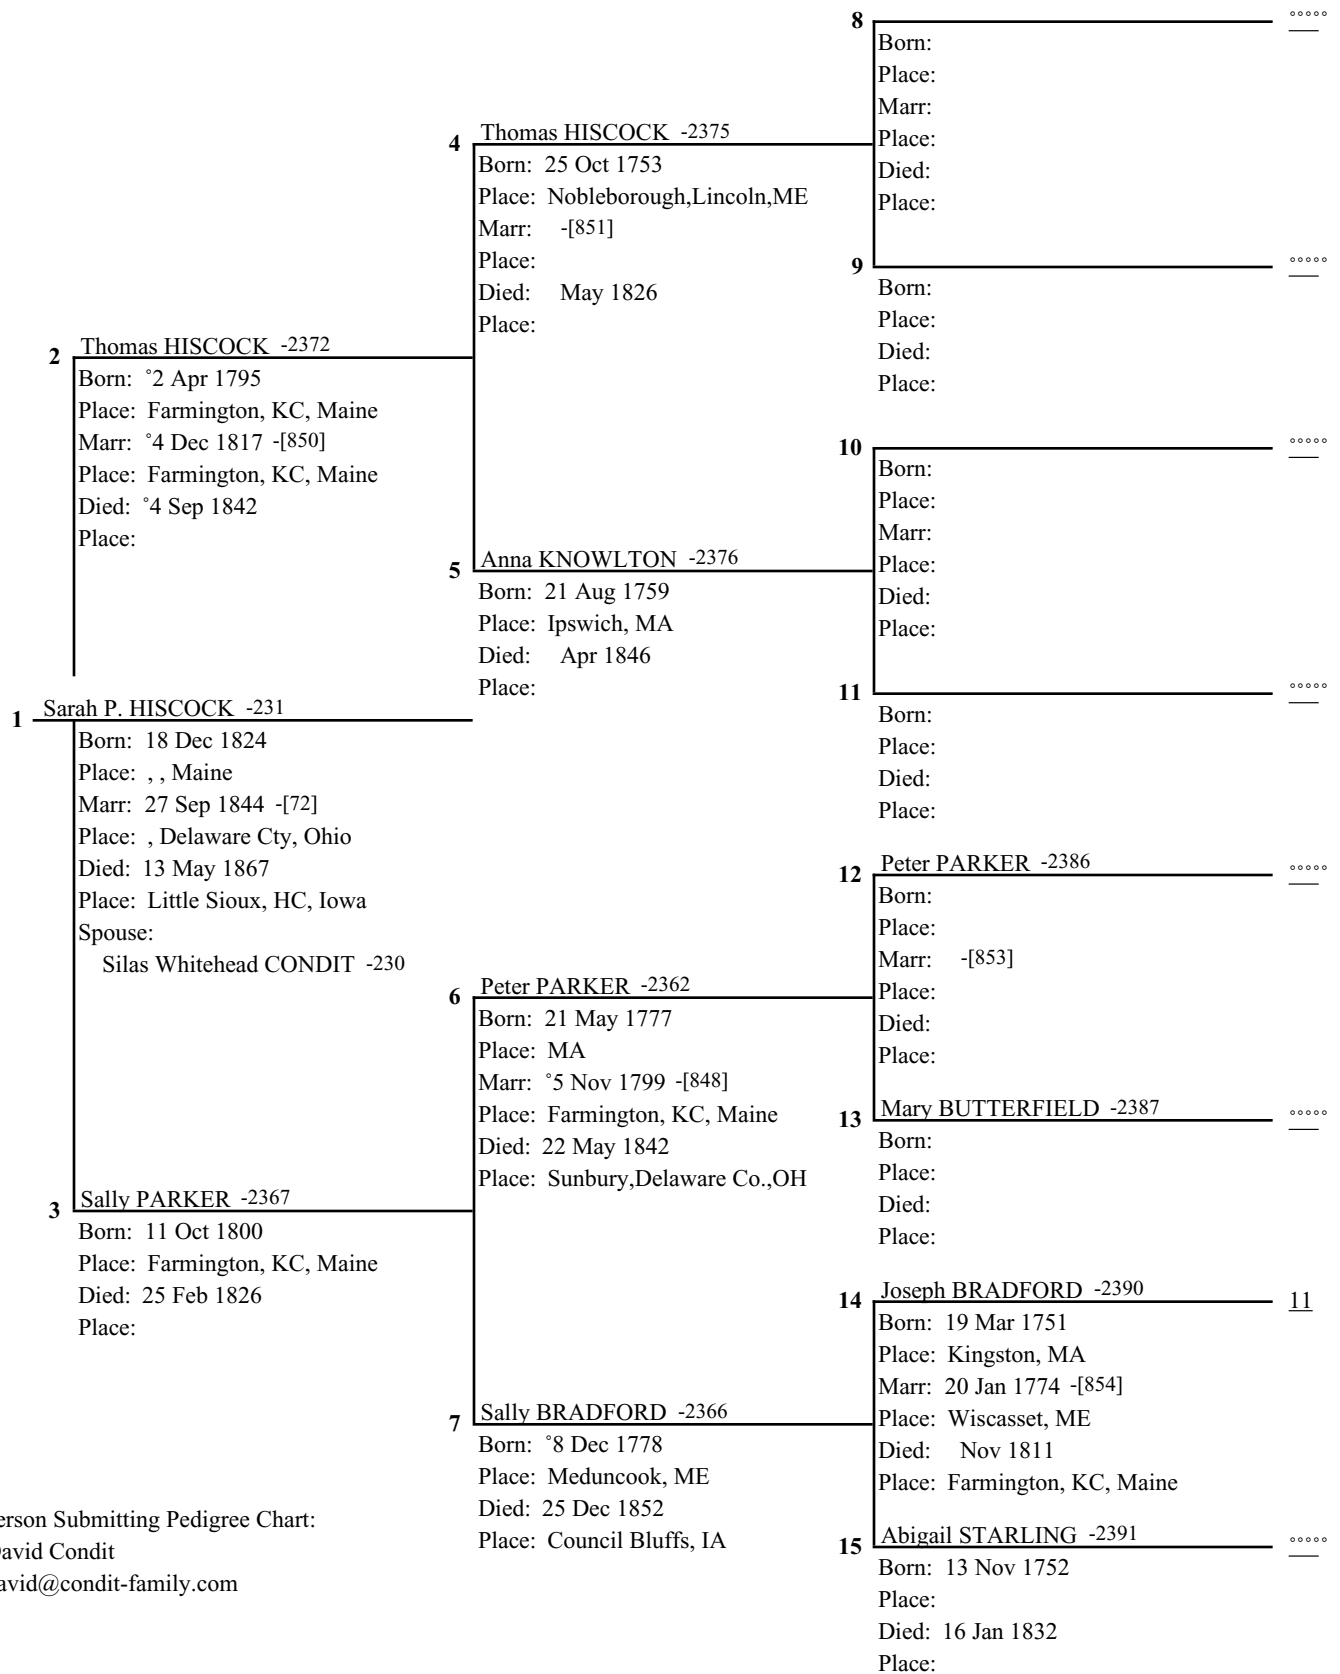 1
Sarah P. HISCOCK -231
Born: 18 Dec 1824
Place: , , Maine
Marr: 27 Sep 1844 -[72]
Place: , Delaware Cty, Ohio
Died: 13 May 1867
Place: Little Sioux, HC, Iowa
Spouse:
Silas Whitehead CONDIT -230
2
Thomas HISCOCK -2372
Born: °2 Apr 1795
Place: Farmington, KC, Maine
Marr: °4 Dec 1817 -[850]
Place: Farmington, KC, Maine
Died: °4 Sep 1842
Place:
3
Sally PARKER -2367
Born: 11 Oct 1800
Place: Farmington, KC, Maine
Died: 25 Feb 1826
Place:
4
Thomas HISCOCK -2375
Born: 25 Oct 1753
Place: Nobleborough,Lincoln,ME
Marr: -[851]
Place:
Died: May 1826
Place:
5
Anna KNOWLTON -2376
Born: 21 Aug 1759
Place: Ipswich, MA
Died: Apr 1846
Place:
6
Peter PARKER -2362
Born: 21 May 1777
Place: MA
Marr: °5 Nov 1799 -[848]
Place: Farmington, KC, Maine
Died: 22 May 1842
Place: Sunbury,Delaware Co.,OH
7
Sally BRADFORD -2366
Born: °8 Dec 1778
Place: Meduncook, ME
Died: 25 Dec 1852
Place: Council Bluffs, IA
8
°°°°°
Born:
Place:
Marr:
Place:
Died:
Place:
9
°°°°°
Born:
Place:
Died:
Place:
10
°°°°°
Born:
Place:
Marr:
Place:
Died:
Place:
11
°°°°°
Born:
Place:
Died:
Place:
12
Peter PARKER -2386
°°°°°
Born:
Place:
Marr: -[853]
Place:
Died:
Place:
13
Mary BUTTERFIELD -2387
°°°°°
Born:
Place:
Died:
Place:
14
Joseph BRADFORD -2390
11
Born: 19 Mar 1751
Place: Kingston, MA
Marr: 20 Jan 1774 -[854]
Place: Wiscasset, ME
Died: Nov 1811
Place: Farmington, KC, Maine
15
Abigail STARLING -2391
°°°°°
Born: 13 Nov 1752
Place:
Died: 16 Jan 1832
Place:
erson Submitting Pedigree Chart:
David Condit
avid@condit-family.com